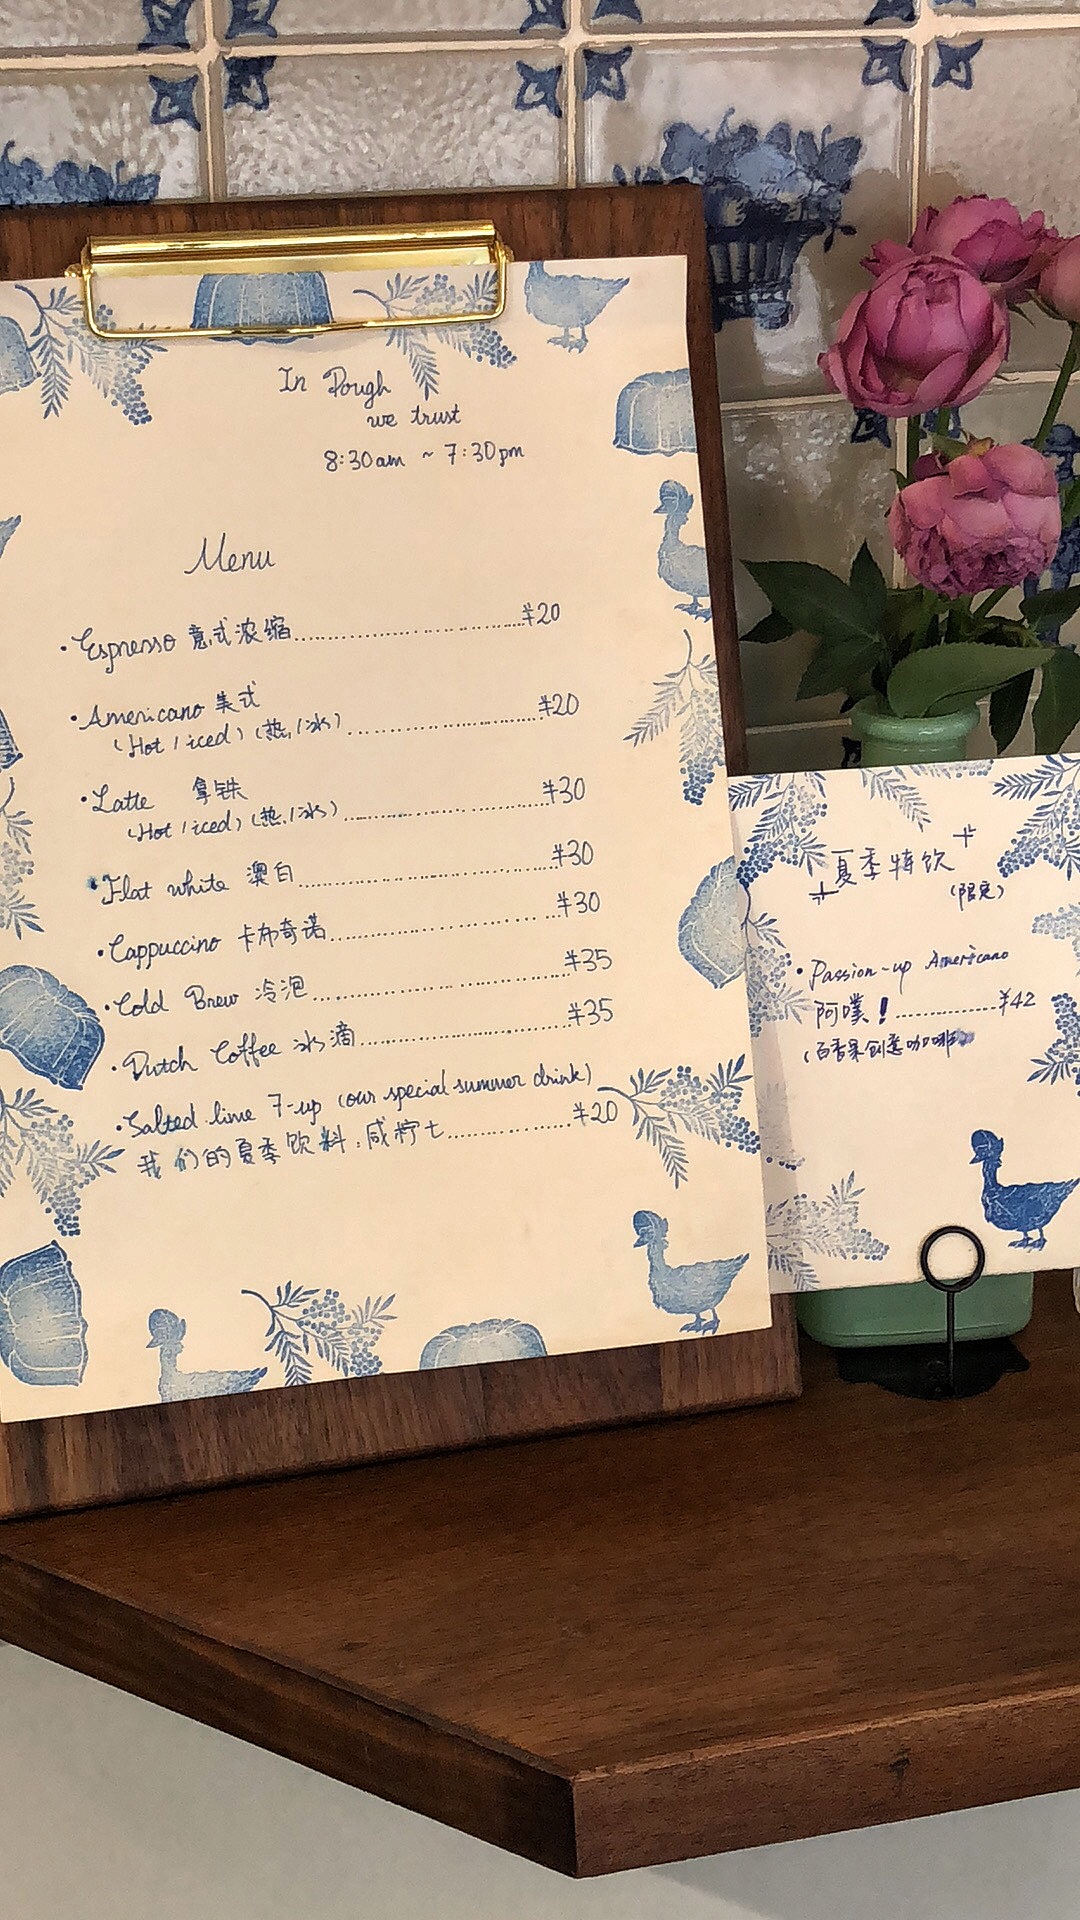 In Dough
we trust
8:30am ~ 7:30pm
Menu
• Espresso 意式浓缩...............................¥20
• Americano 美式
(Hot / iced) (热/冰)..........................¥20
• Latte 拿铁
(Hot / iced) (热/冰)..........................¥30
• Flat white 澳白...............................¥30
• Cappuccino 卡布奇诺..........................¥30
• Cold Brew 冷泡...............................¥35
• Dutch Coffee 冰滴............................¥35
• Salted lime 7-up (our special summer drink)
我们的夏季饮料:咸柠七..................¥20
夏季特饮
(限定)
• Passion-up Americano
阿噗!...............¥42
(百香果创意咖啡)